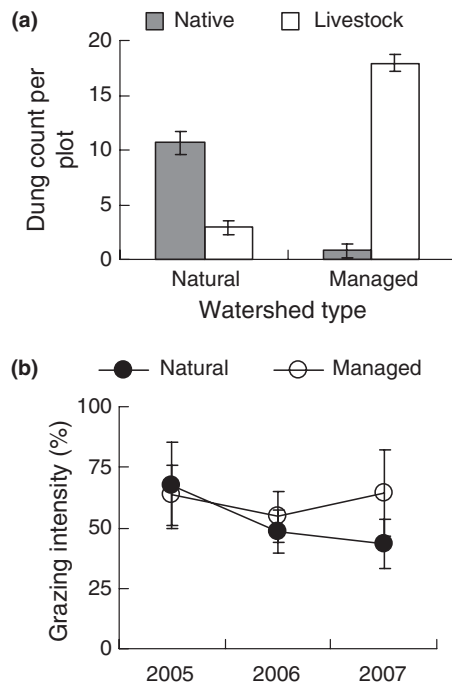 (a) Native Livestock
20
15
10
5
0
Dung count per
plot
Natural Managed
Watershed type
(b) Natural Managed
100
75
50
25
0
Grazing intensity (%)
2005 2006 2007